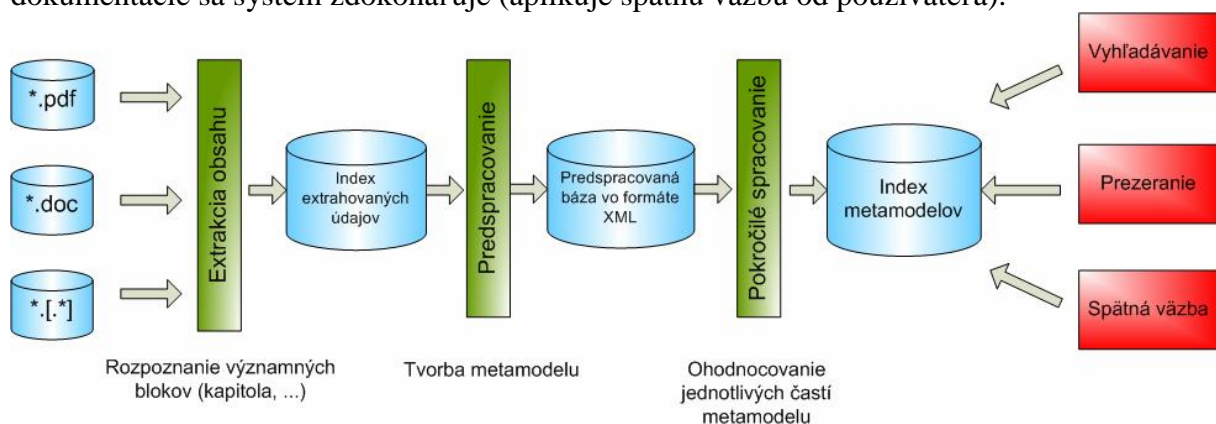 dokumentácie sa systém zdokonaľuje (aplikuje spätnú väzbu od používateľa).
*.pdf
*.doc
*.[.*]
Extrakcia obsahu
Rozpoznanie významných
blokov (kapitola, ...)
Index
extrahovaných
údajov
Predspracovanie
Tvorba metamodelu
Predspracovaná
báza vo formáte
XML
Pokročilé spracovanie
Ohodnocovanie
jednotlivých častí
metamodelu
Index
metamodelov
Vyhľadávanie
Prezeranie
Spätná väzba